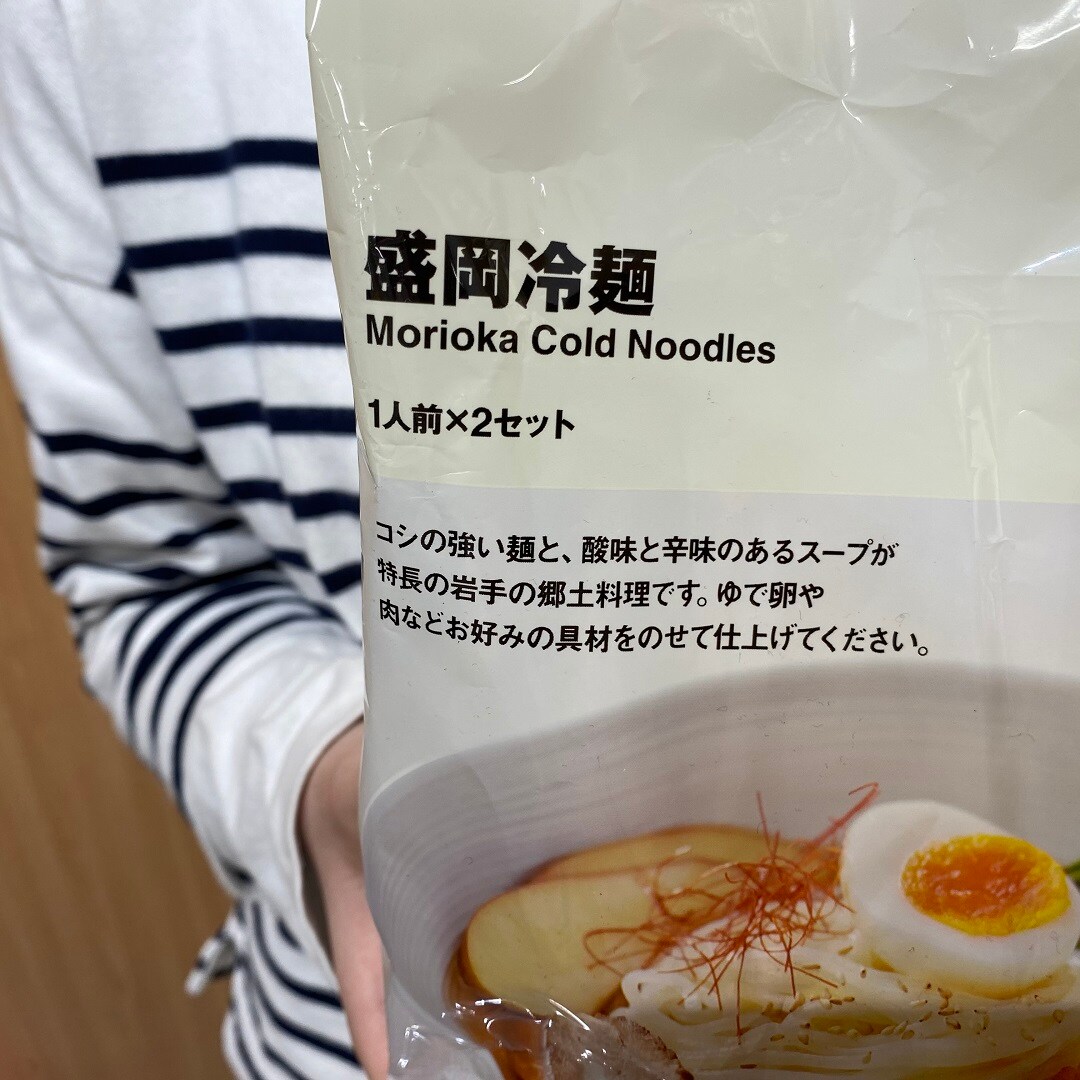 盛岡冷麺
Morioka Cold Noodles
1人前×2セット
コシの強い麺と、酸味と辛味のあるスープが
特長の岩手の郷土料理です。ゆで卵や
肉などお好みの具材をのせて仕上げてください。